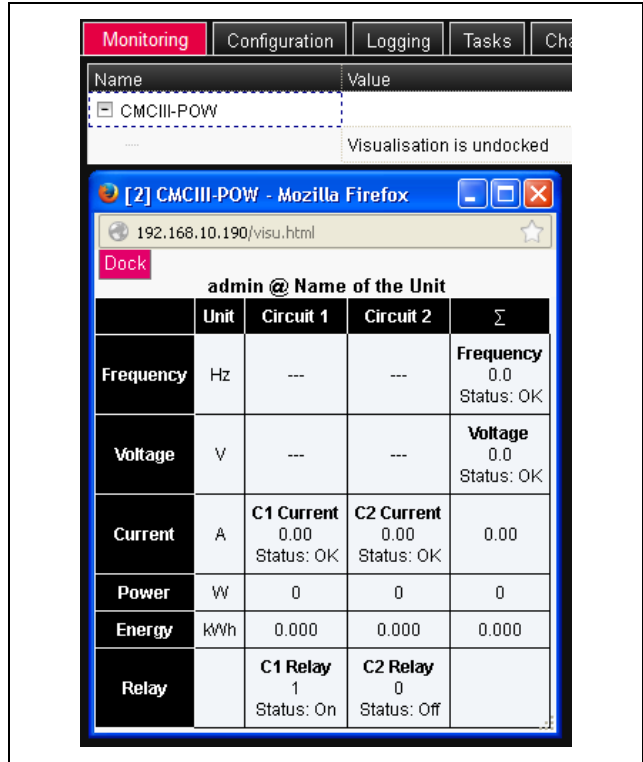 Monitoring Configuration Logging Tasks Cha
Name Value
CMCIII-POW
Visualisation is undocked
[2] CMCIII-POW - Mozilla Firefox
192.168.10.190/visu.html
Dock
admin @ Name of the Unit
Unit Circuit 1 Circuit 2 Σ
Frequency Hz --- --- Frequency
0.0
Status: OK
Voltage V --- --- Voltage
0.0
Status: OK
Current A C1 Current C2 Current 0.00
0.00 0.00
Status: OK Status: OK
Power W 0 0 0
Energy kWh 0.000 0.000 0.000
Relay C1 Relay C2 Relay
1 0
Status: On Status: Off